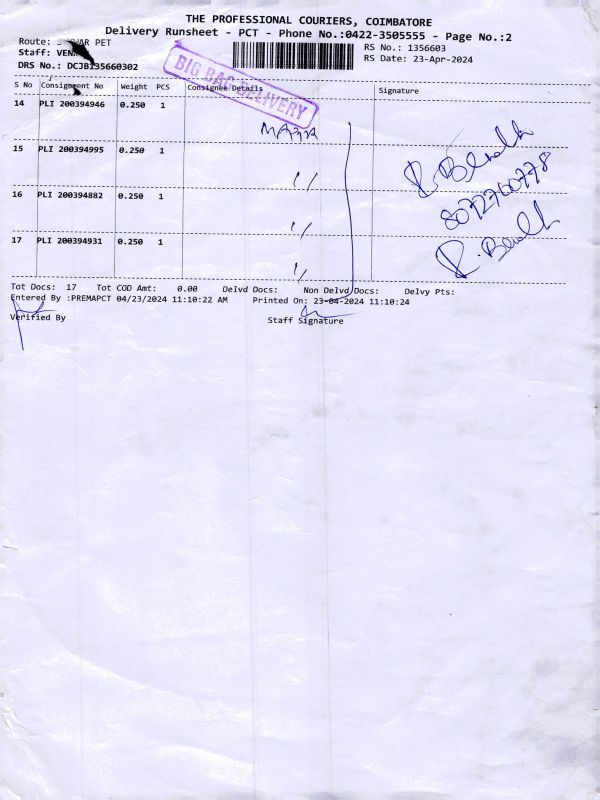 THE PROFESSIONAL COURIERS, COIMBATORE
Delivery Runsheet - PCT - Phone No.:0422-3505555 - Page No.:2
Route: PET
RS No.: 1356603
Staff:
RS Date: 23-Apr-2024
DRS No.: DCJB135660302
BIG BAG DELIVERY
S No Consignment No Weight PCS Consignee Details Signature
14 PLI 200394946 0.250 1
15 PLI 200394995 0.250 1
8072760778
16 PLI 200394882 0.250 1
17 PLI 200394931 0.250 1
Tot Docs: 17 Tot COD Amt: 0.00 Delvd Docs: Non Delvd Docs: Delvy Pts:
Entered By :PREMAPCT 04/23/2024 11:10:22 AM Printed On: 23-04-2024 11:10:24
Verified By Staff Signature